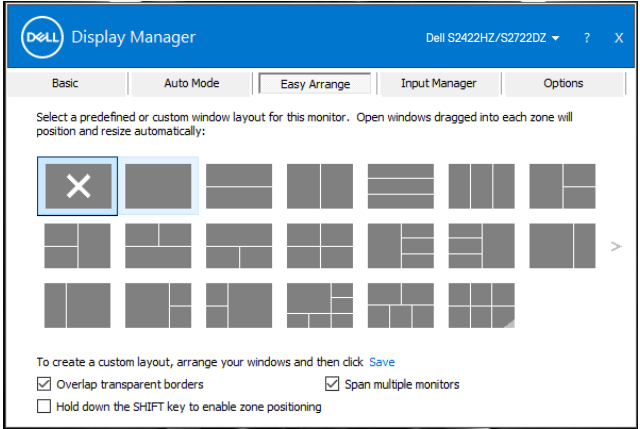 DELL Display Manager Dell S2422HZ/S2722DZ ? X
Basic Auto Mode Easy Arrange Input Manager Options
Select a predefined or custom window layout for this monitor. Open windows dragged into each zone will
position and resize automatically:
>
To create a custom layout, arrange your windows and then click Save
Overlap transparent borders Span multiple monitors
Hold down the SHIFT key to enable zone positioning